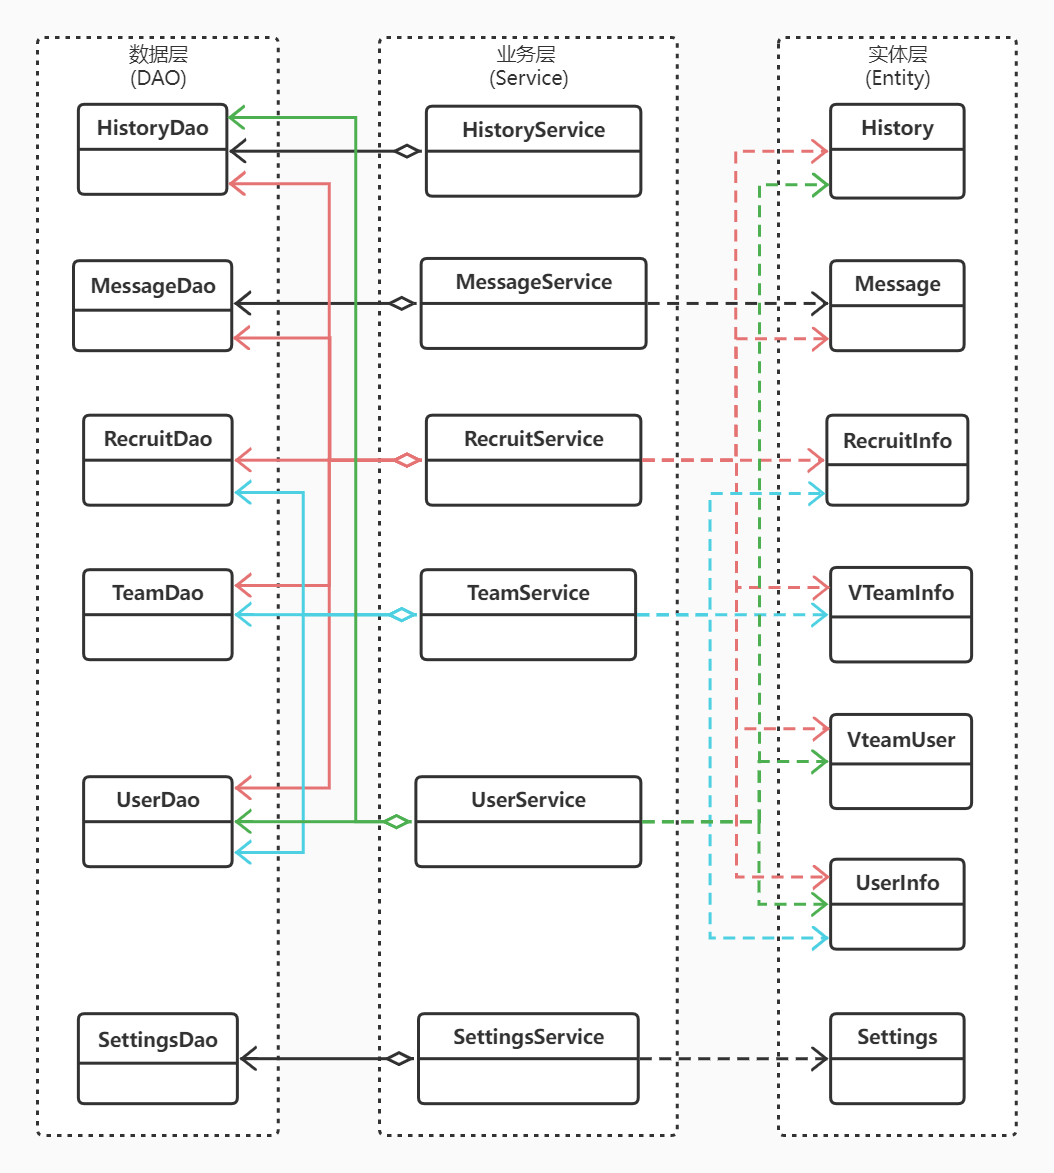 数据层
(DAO)
业务层
(Service)
实体层
(Entity)
HistoryDao
HistoryService
History
MessageDao
MessageService
Message
RecruitDao
RecruitService
RecruitInfo
TeamDao
TeamService
VTeamInfo
VteamUser
UserDao
UserService
UserInfo
SettingsDao
SettingsService
Settings